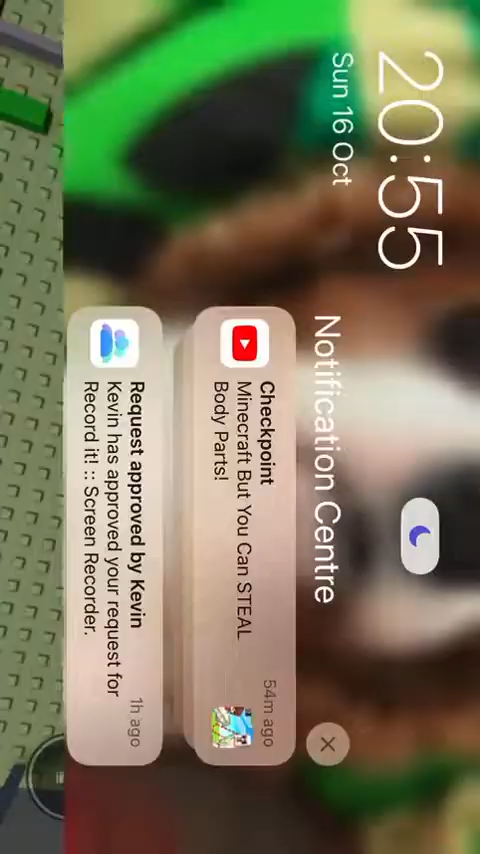 20:55
Sun 16 Oct
Notification Centre
Checkpoint
54m ago
Minecraft But You Can STEAL
Body Parts!
Request approved by Kevin
1h ago
Kevin has approved your request for
Record it! :: Screen Recorder.